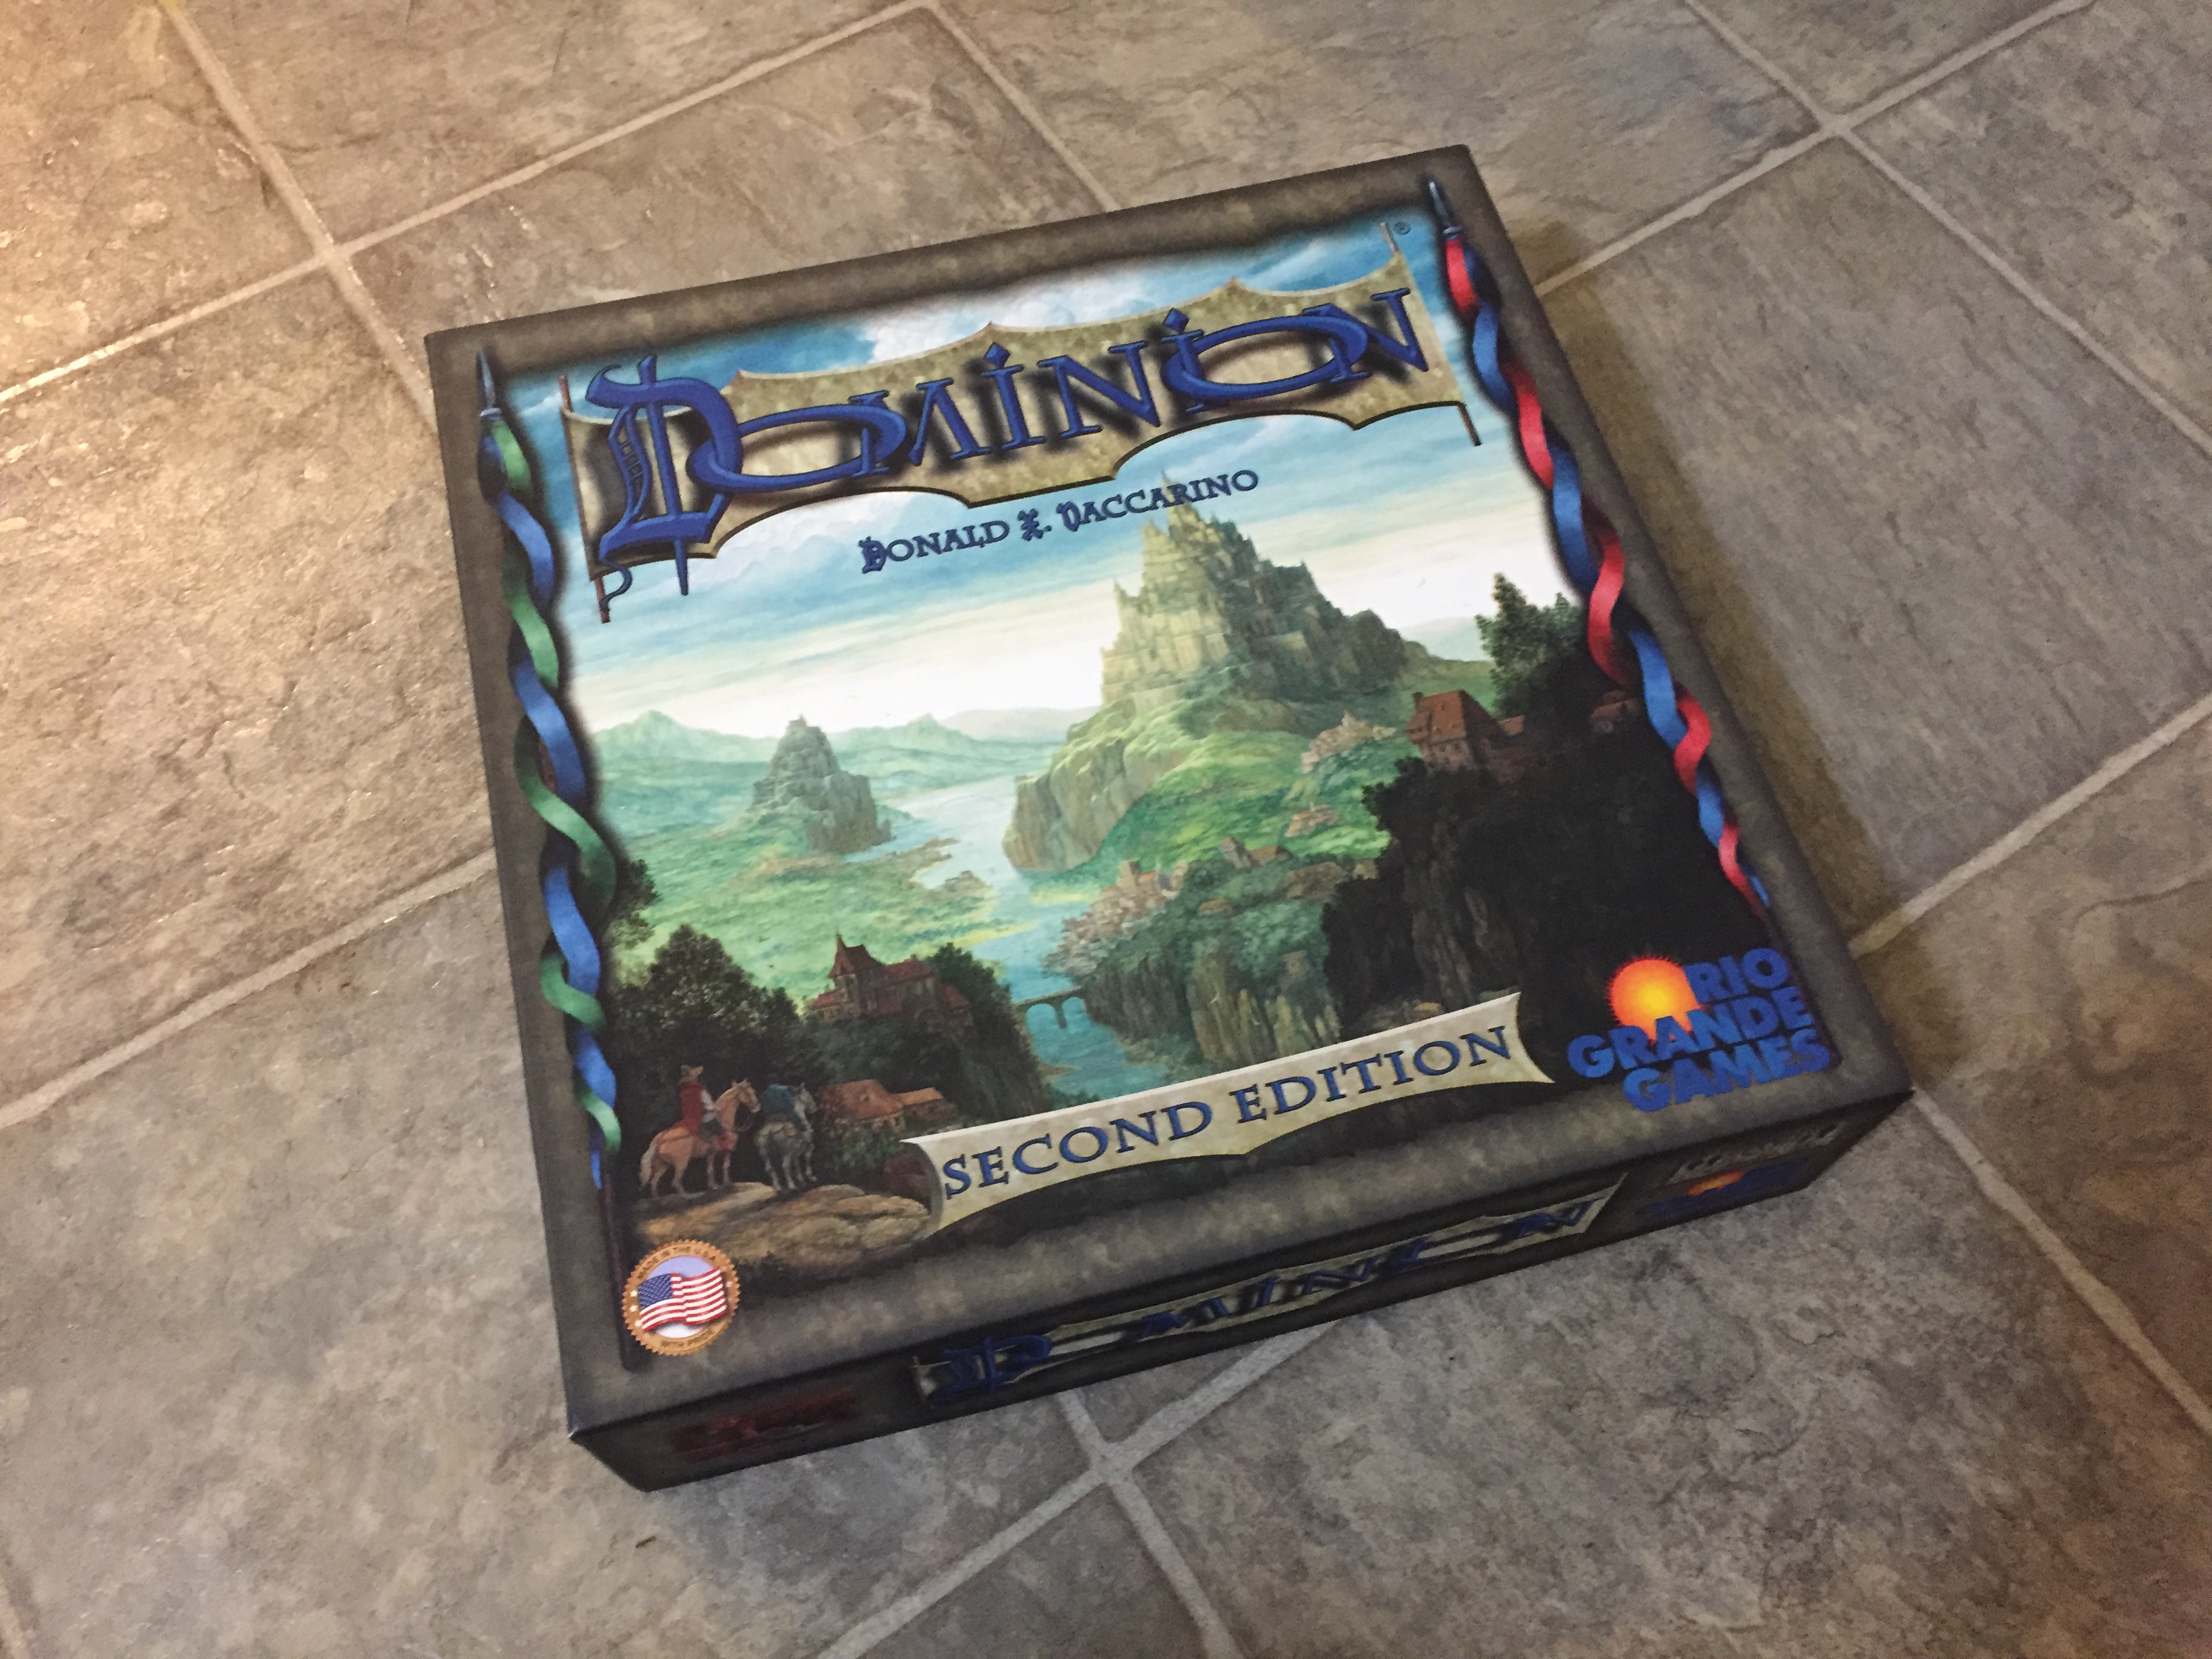 DOMINION
®
DONALD X. VACCARINO
SECOND EDITION
RIO
GRANDE
GAMES
DOMINION